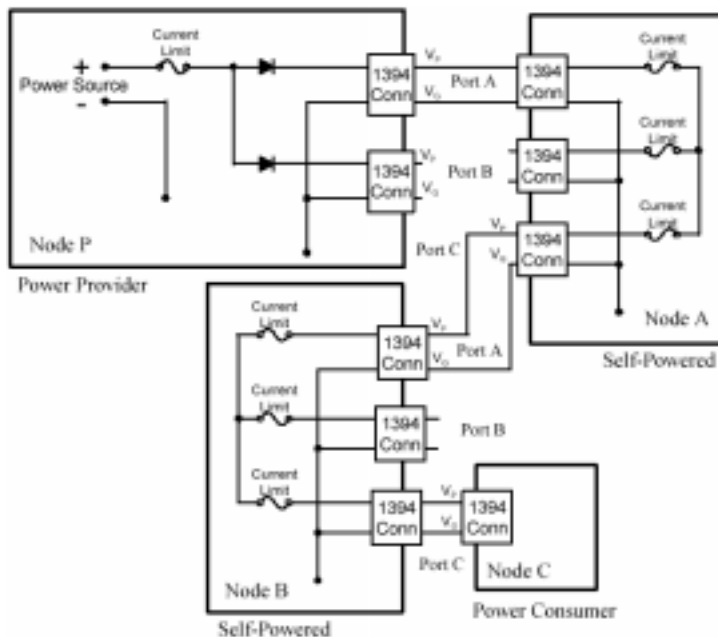 Current
Limit
+
Power Source
-
1394
Conn
VP
VG
Port A
1394
Conn
Current
Limit
1394
Conn
VP
VG
Port B
1394
Conn
Current
Limit
Node P
Power Provider
Port C
VP
VG
1394
Conn
Current
Limit
Node A
Self-Powered
Current
Limit
1394
Conn
VP
VG
Port A
Current
Limit
1394
Conn
Port B
Current
Limit
1394
Conn
VP
VG
Port C
1394
Conn
Node C
Power Consumer
Node B
Self-Powered